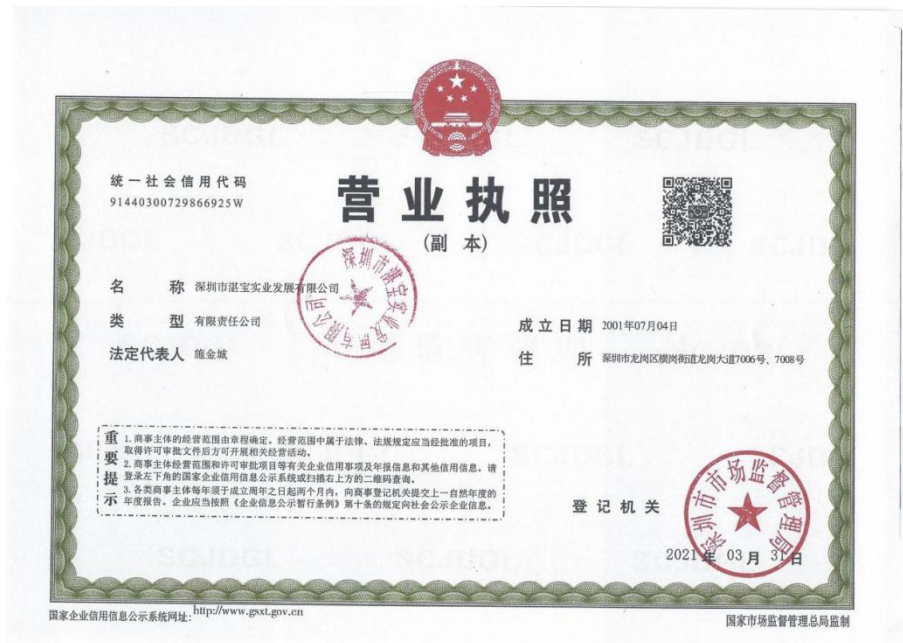 统一社会信用代码
91440300729866925W
营业执照
(副 本)
深圳市湛宝实业发展有限公司
名 称 深圳市湛宝实业发展有限公司
类 型 有限责任公司
法定代表人 施金城
成立日期 2001年07月04日
住 所 深圳市龙岗区横岗街道龙岗大道7006号、7008号
重要提示
1. 商事主体的经营范围由章程确定。经营范围中属于法律、法规规定应当经批准的项目,
取得许可审批文件后方可开展相关经营活动。
2. 商事主体经营范围和许可审批项目等有关企业信用事项及年报信息和其他信用信息,请
登录左下角的国家企业信用信息公示系统或扫描右上方的二维码查询。
3. 各类商事主体每年须于成立周年之日起两个月内,向商事登记机关提交上一自然年度的
年度报告。企业应当按照《企业信息公示暂行条例》第十条的规定向社会公示企业信息。
登记机关
深圳市市场监督管理局
2021年 03月 31日
国家企业信用信息公示系统网址: http://www.gsxt.gov.cn
国家市场监督管理总局监制